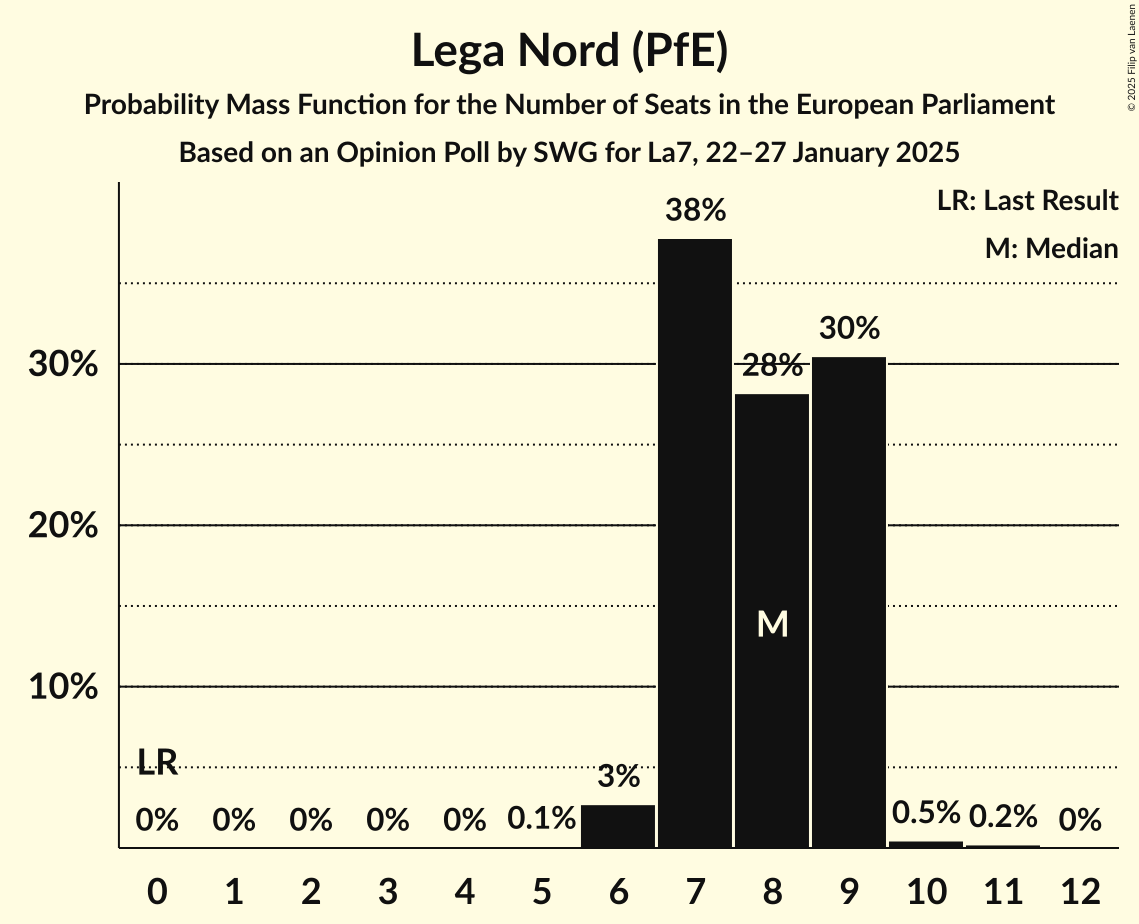 Lega Nord (PfE)
Probability Mass Function for the Number of Seats in the European Parliament
Based on an Opinion Poll by SWG for La7, 22–27 January 2025
© 2025 Filip van Laenen
LR: Last Result
M: Median
38%
30%
28%
30%
20%
M
10%
LR
3%
0% 0% 0% 0% 0% 0.1% 0.5% 0.2% 0%
0 1 2 3 4 5 6 7 8 9 10 11 12